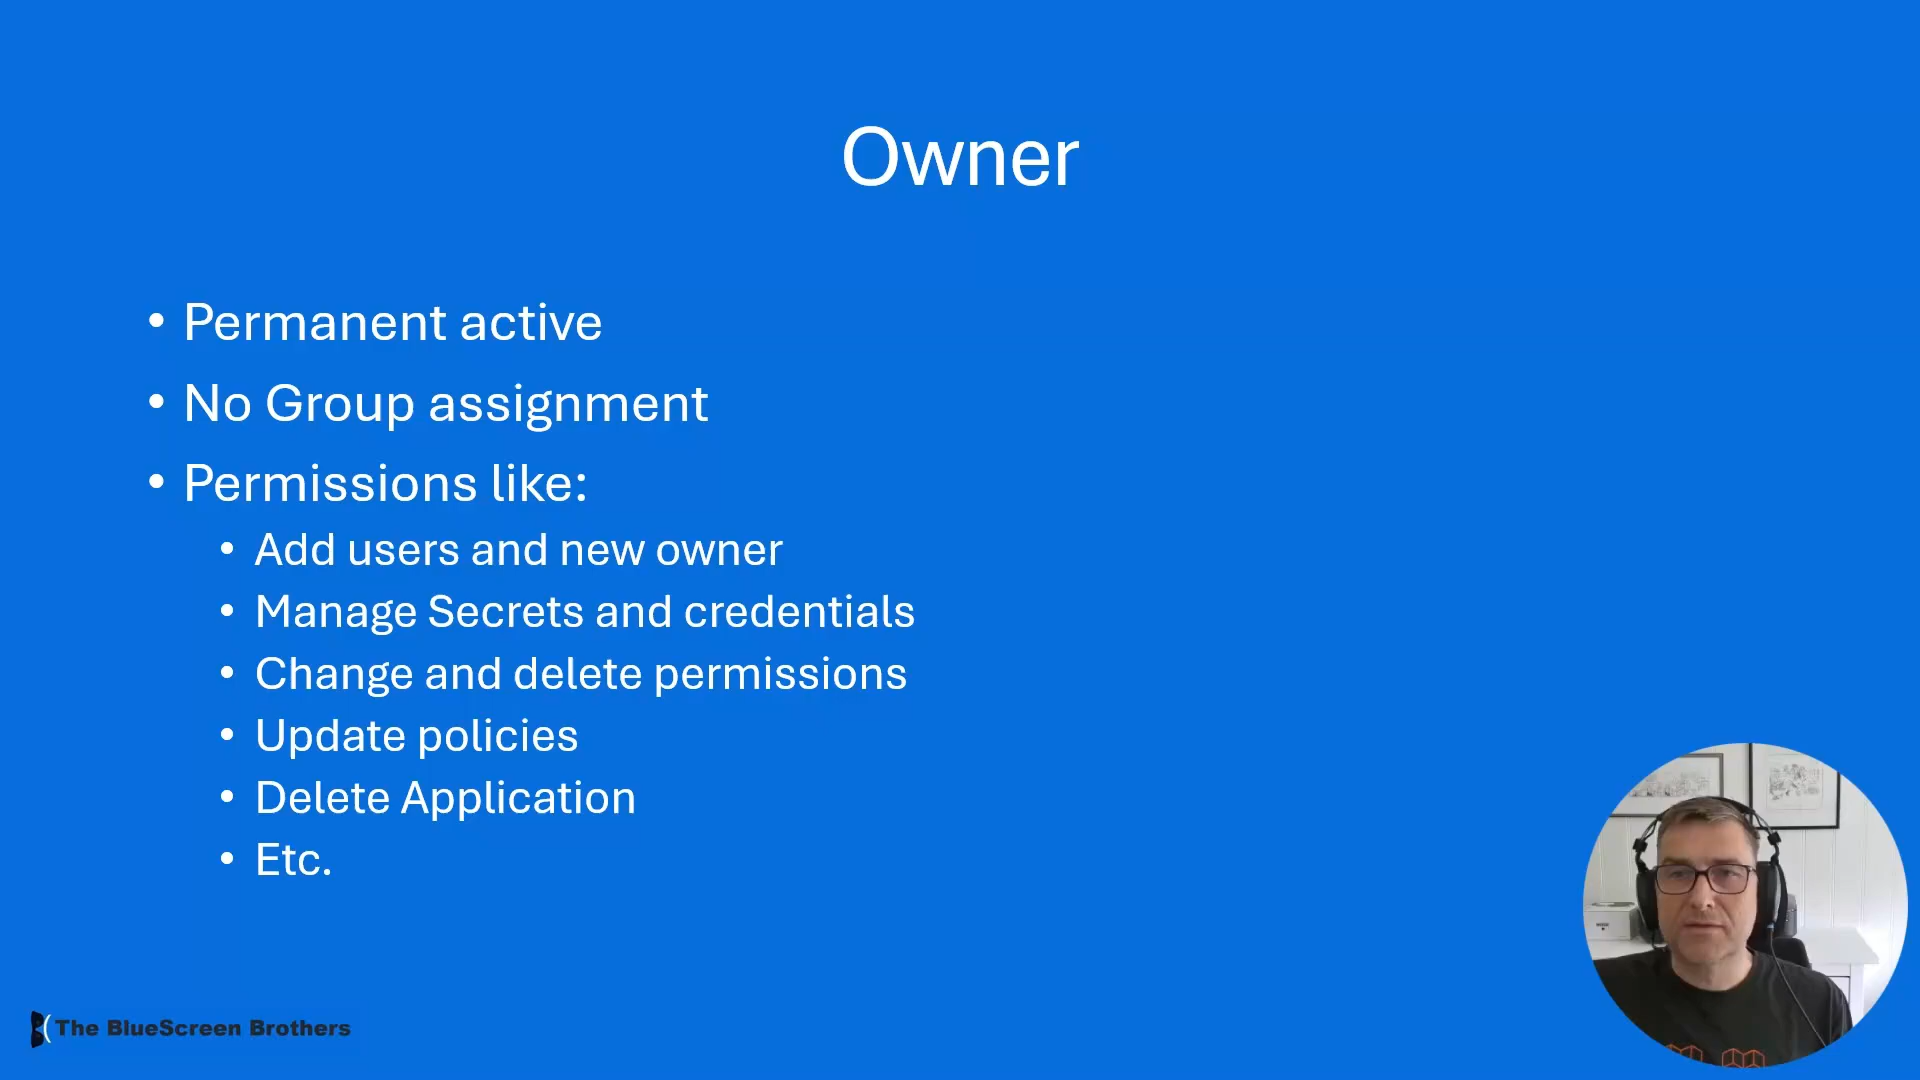 Owner
• Permanent active
• No Group assignment
• Permissions like:
• Add users and new owner
• Manage Secrets and credentials
• Change and delete permissions
• Update policies
• Delete Application
• Etc.
The BlueScreen Brothers